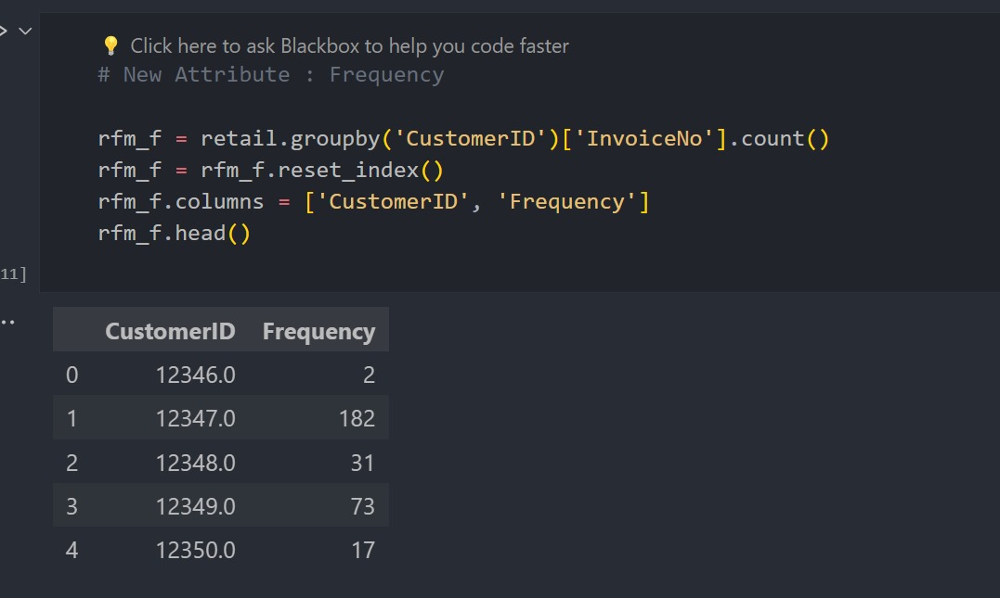 💡 Click here to ask Blackbox to help you code faster
# New Attribute : Frequency
rfm_f = retail.groupby('CustomerID')['InvoiceNo'].count()
rfm_f = rfm_f.reset_index()
rfm_f.columns = ['CustomerID', 'Frequency']
rfm_f.head()
11]
CustomerID Frequency
0 12346.0 2
1 12347.0 182
2 12348.0 31
3 12349.0 73
4 12350.0 17